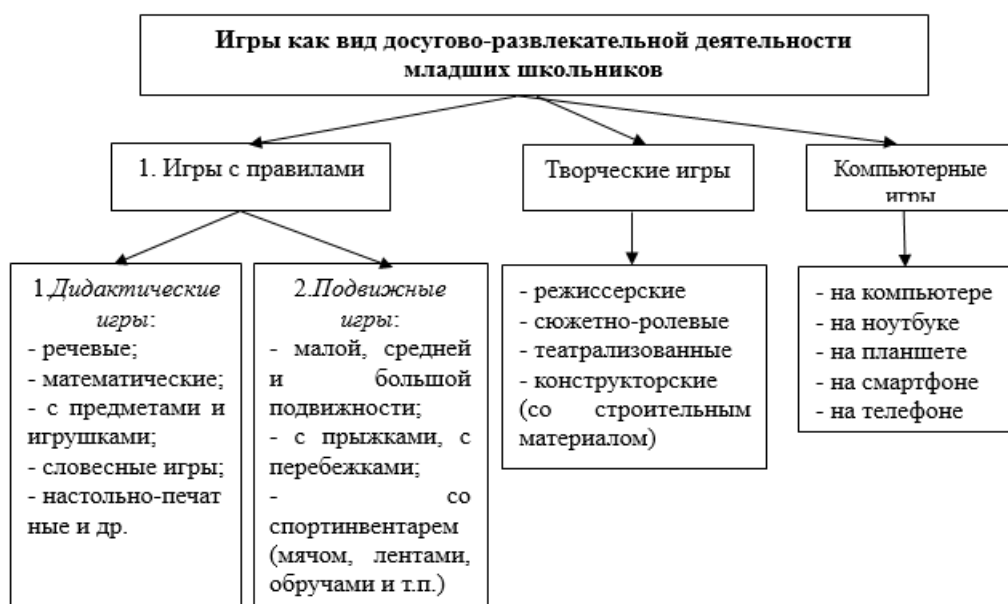 Игры как вид досугово-развлекательной деятельности
младших школьников
1. Игры с правилами
Творческие игры
Компьютерные
игры
1.Дидактические
игры:
- речевые;
- математические;
- с предметами и
игрушками;
- словесные игры;
- настольно-печат
ные и др.
2.Подвижные
игры:
- малой, средней
и большой
подвижности;
- с прыжками, с
перебежками;
- со
спортинвентарем
(мячом, лентами,
обручами и т.п.)
- режиссерские
- сюжетно-ролевые
- театрализованные
- конструкторские
(со строительным
материалом)
- на компьютере
- на ноутбуке
- на планшете
- на смартфоне
- на телефоне